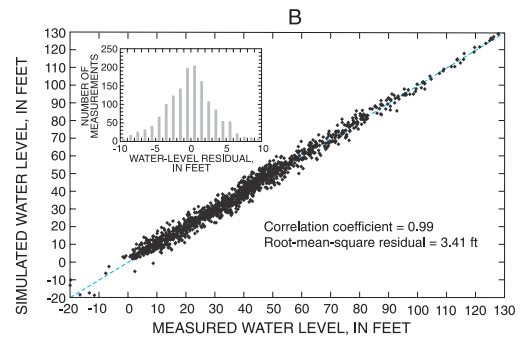 B
SIMULATED WATER LEVEL, IN FEET
130
120
110
100
90
80
70
60
50
40
30
20
10
0
-10
-20
NUMBER OF
MEASUREMENTS
250
200
150
100
50
0
-10 -5 0 5 10
WATER-LEVEL RESIDUAL,
IN FEET
Correlation coefficient = 0.99
Root-mean-square residual = 3.41 ft
-20 -10 0 10 20 30 40 50 60 70 80 90 100 110 120 130
MEASURED WATER LEVEL, IN FEET